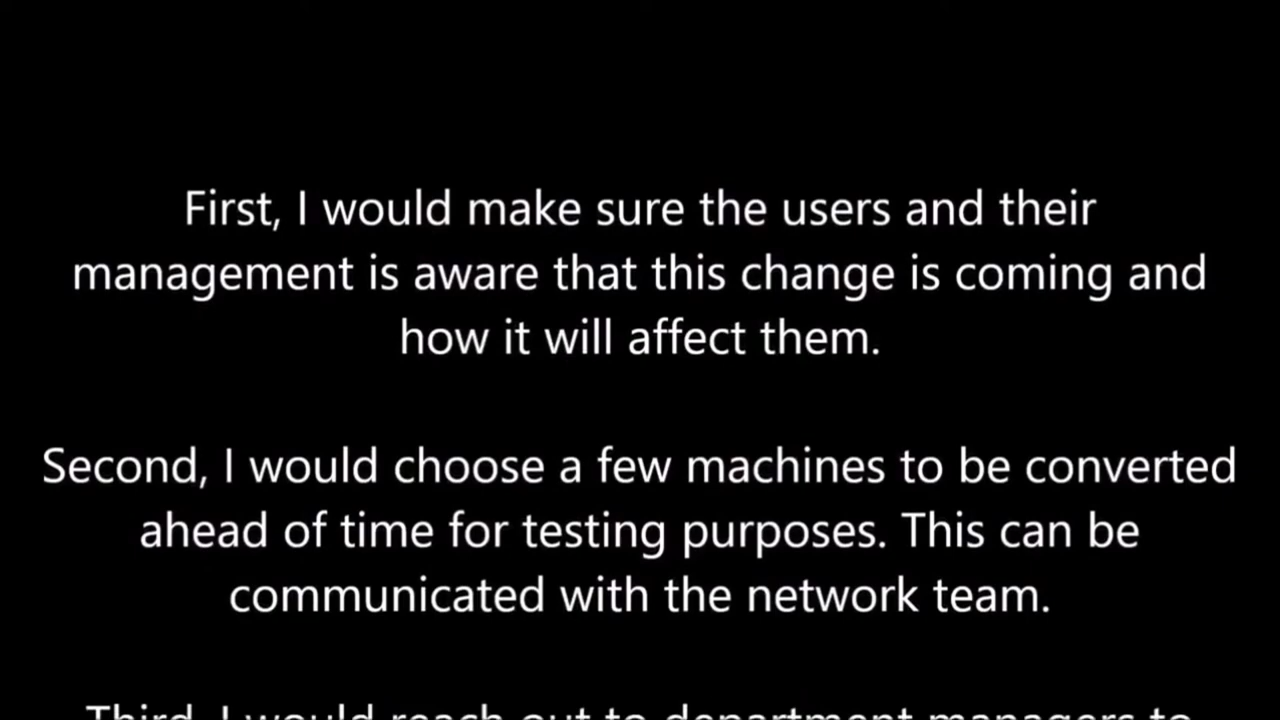 First, I would make sure the users and their
management is aware that this change is coming and
how it will affect them.
Second, I would choose a few machines to be converted
ahead of time for testing purposes. This can be
communicated with the network team.
Third, I would reach out to department managers to